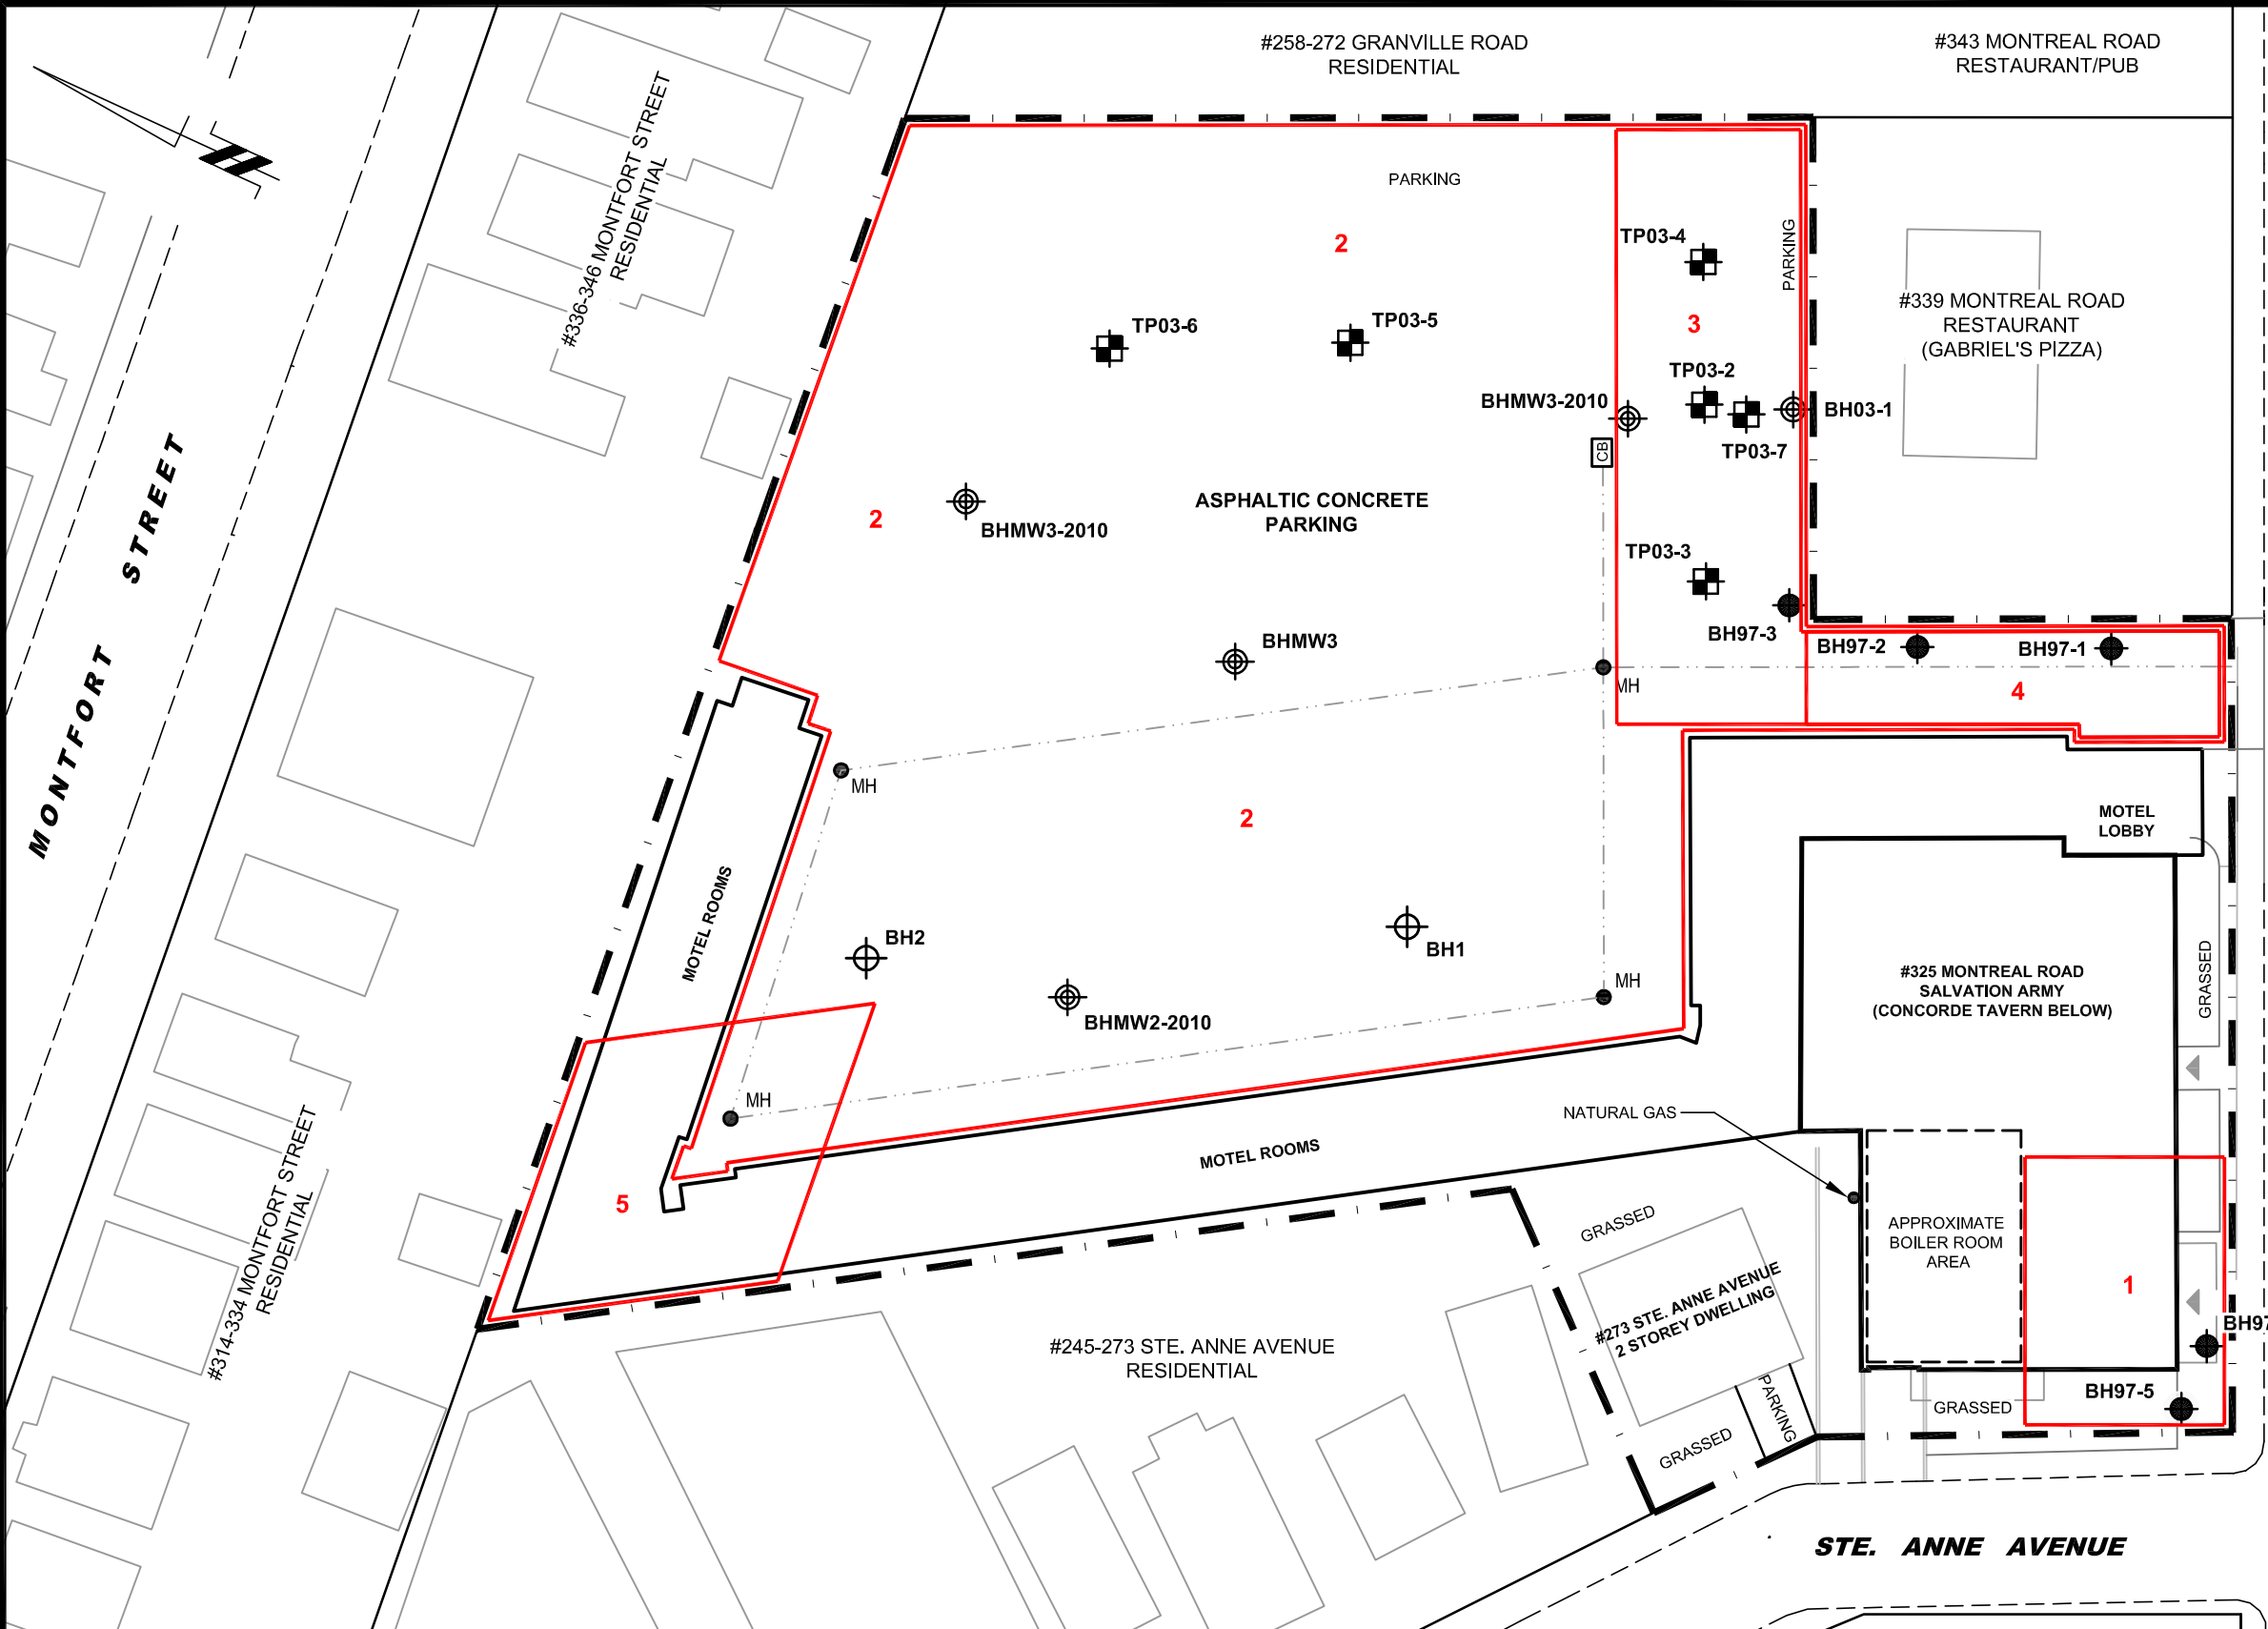 #258-272 GRANVILLE ROAD
RESIDENTIAL
#343 MONTREAL ROAD
RESTAURANT/PUB
#336-346 MONTFORT STREET
RESIDENTIAL
PARKING
2
TP03-4
PARKING
3
#339 MONTREAL ROAD
RESTAURANT
(GABRIEL'S PIZZA)
TP03-6
TP03-5
TP03-2
BHMW3-2010
BH03-1
TP03-7
CB
MONTFORT STREET
2
BHMW3-2010
ASPHALTIC CONCRETE
PARKING
TP03-3
BH97-3
BH97-2
BH97-1
BHMW3
MH
4
MH
2
MOTEL
LOBBY
MOTEL ROOMS
BH2
BH1
MH
BHMW2-2010
#325 MONTREAL ROAD
SALVATION ARMY
(CONCORDE TAVERN BELOW)
GRASSED
MH
NATURAL GAS
MOTEL ROOMS
5
#314-334 MONTFORT STREET
RESIDENTIAL
GRASSED
APPROXIMATE
BOILER ROOM
AREA
1
#273 STE. ANNE AVENUE
2 STOREY DWELLING
BH97
#245-273 STE. ANNE AVENUE
RESIDENTIAL
PARKING
BH97-5
GRASSED
GRASSED
STE. ANNE AVENUE